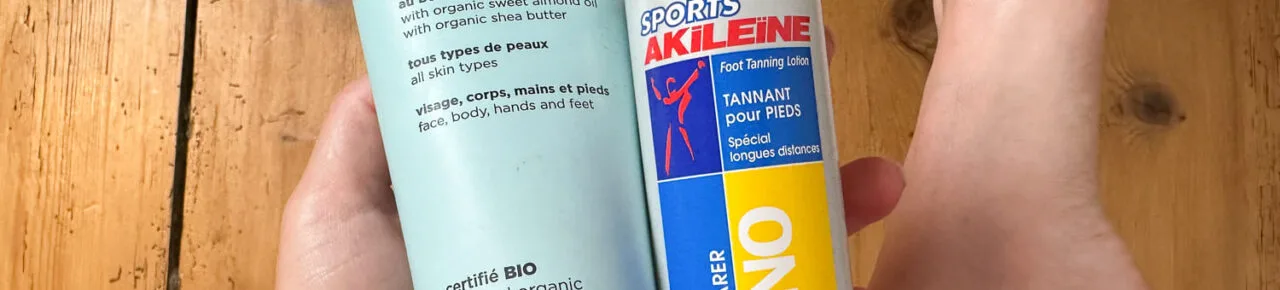 with organic sweet almond oil
with organic shea butter
tous types de peaux
all skin types
visage, corps, mains et pieds
face, body, hands and feet
certifié BIO
organic
SPORTS
AKiLEÏNE
Foot Tanning Lotion
TANNANT
pour PIEDS
Spécial
longues distances